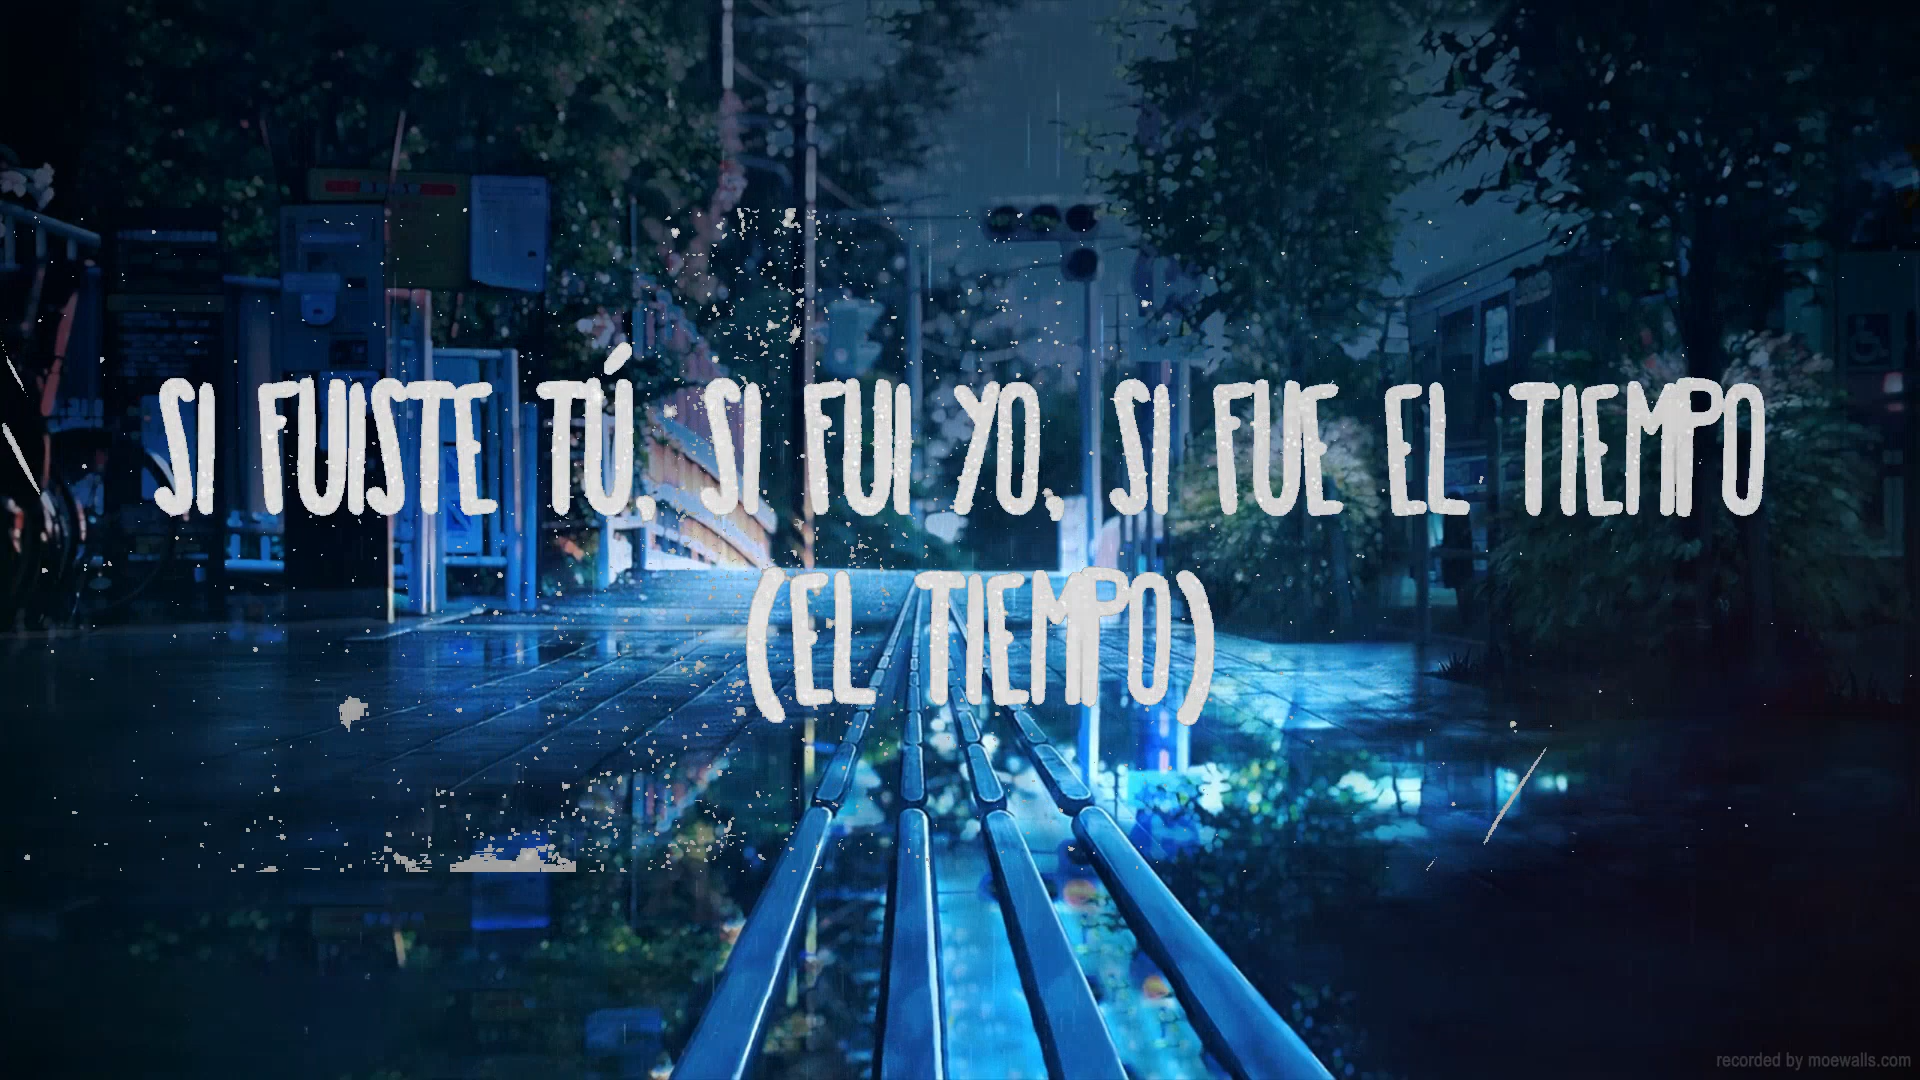 SI FUISTE TÚ, SI FUI YO, SI FUE EL TIEMPO
(EL TIEMPO)
recorded by moewalls.com